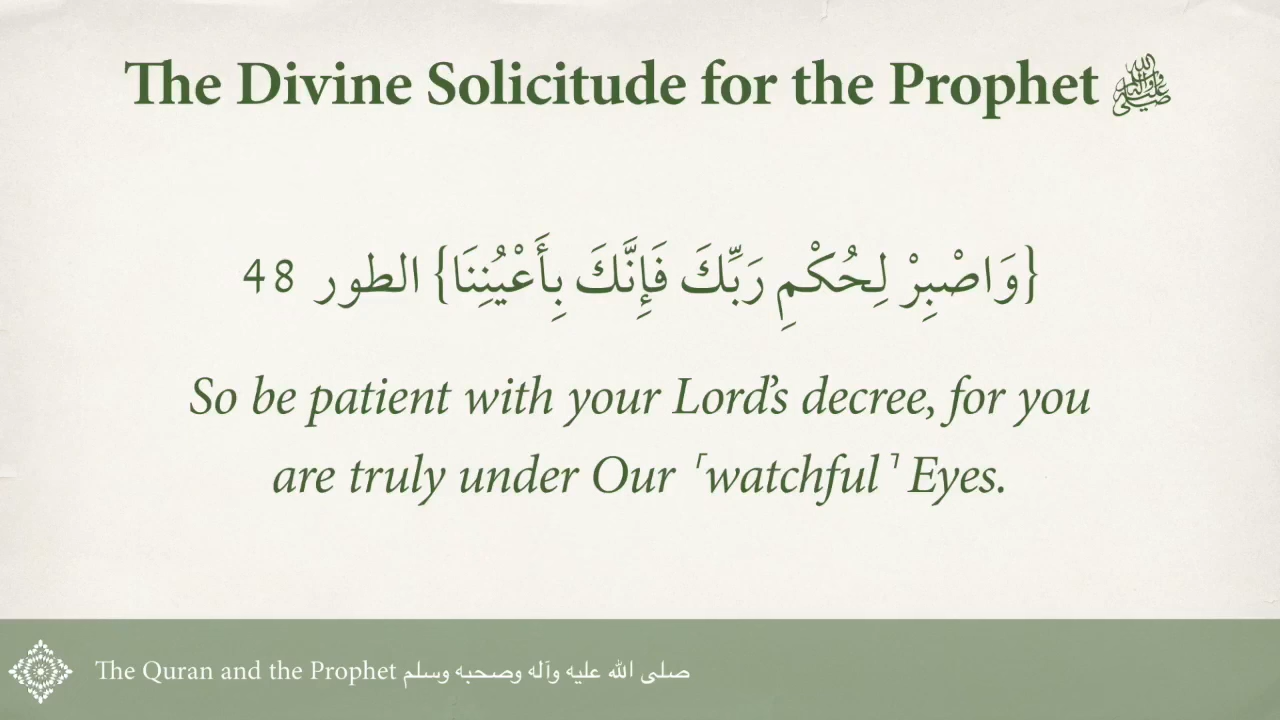 The Divine Solicitude for the Prophet ﷺ
{وَاصْبِرْ لِحُكْمِ رَبِّكَ فَإِنَّكَ بِأَعْيُنِنَا} الطور 48
So be patient with your Lord’s decree, for you
are truly under Our ˹watchful˺ Eyes.
The Quran and the Prophet صلى الله عليه وآله وصحبه وسلم